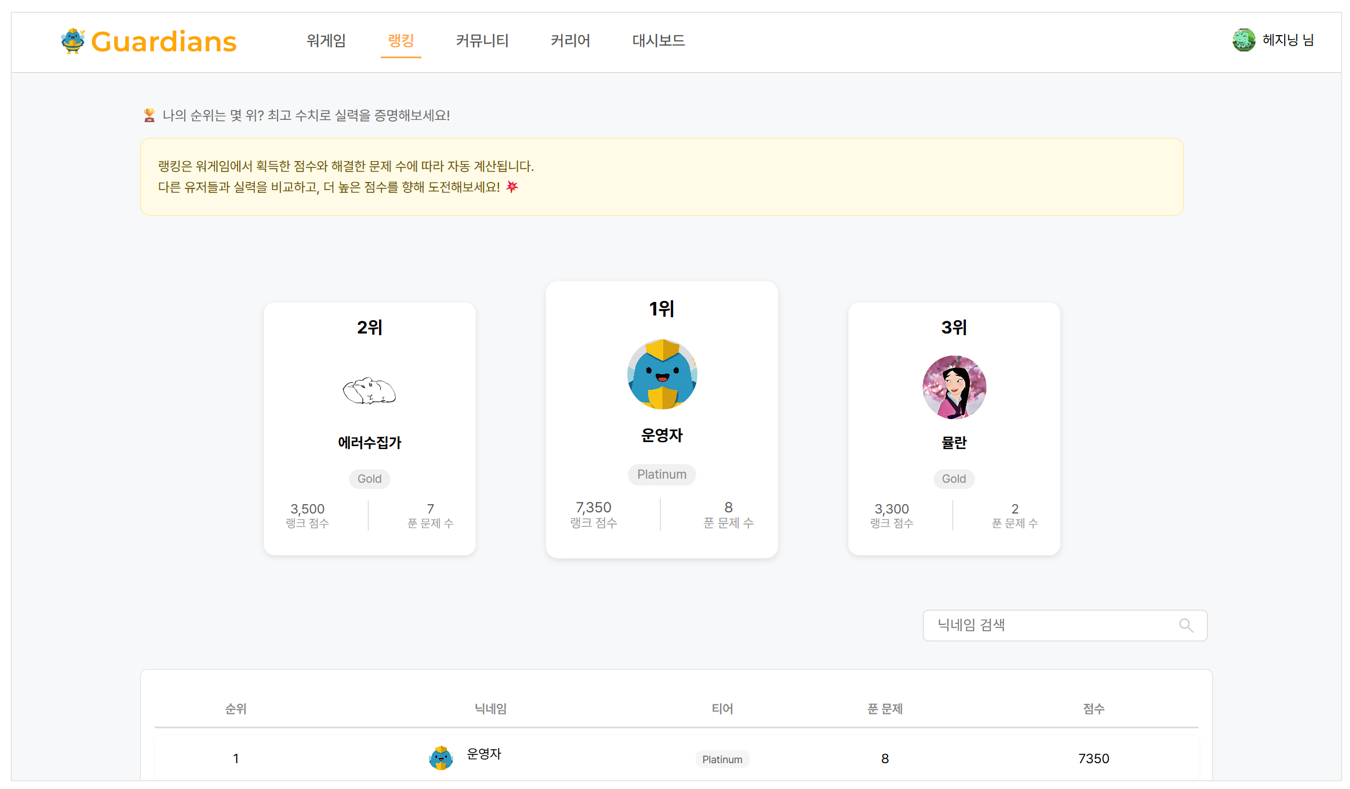 Guardians
워게임 랭킹 커뮤니티 커리어 대시보드
헤지닝 님
나의 순위는 몇 위? 최고 수치로 실력을 증명해보세요!
랭킹은 워게임에서 획득한 점수와 해결한 문제 수에 따라 자동 계산됩니다.
다른 유저들과 실력을 비교하고, 더 높은 점수를 향해 도전해보세요!
2위
에러수집가
Gold
3,500 7
랭크 점수 푼 문제 수
1위
운영자
Platinum
7,350 8
랭크 점수 푼 문제 수
3위
뮬란
Gold
3,300 2
랭크 점수 푼 문제 수
닉네임 검색
순위 닉네임 티어 푼 문제 점수
1 운영자 Platinum 8 7350